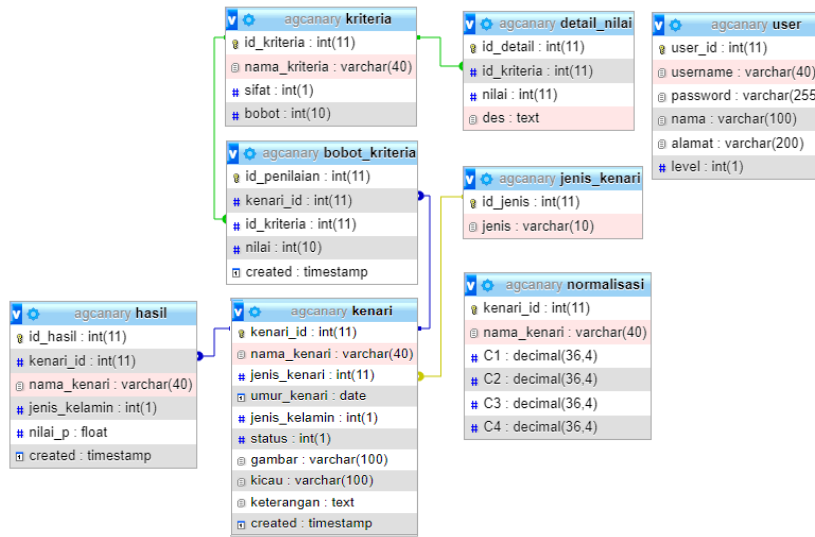 agcanary kriteria
id_kriteria : int(11)
nama_kriteria : varchar(40)
# sifat : int(1)
# bobot : int(10)
agcanary detail_nilai
id_detail : int(11)
# id_kriteria : int(11)
# nilai : int(11)
des : text
agcanary user
user_id : int(11)
username : varchar(40)
password : varchar(255
nama : varchar(100)
alamat : varchar(200)
# level : int(1)
agcanary bobot_kriteria
id_penilaian : int(11)
# kenari_id : int(11)
# id_kriteria : int(11)
# nilai : int(10)
created : timestamp
agcanary jenis_kenari
id_jenis : int(11)
jenis : varchar(10)
agcanary hasil
id_hasil : int(11)
# kenari_id : int(11)
nama_kenari : varchar(40)
# jenis_kelamin : int(1)
# nilai_p : float
created : timestamp
agcanary kenari
kenari_id : int(11)
nama_kenari : varchar(40)
# jenis_kenari : int(11)
umur_kenari : date
# jenis_kelamin : int(1)
# status : int(1)
gambar : varchar(100)
kicau : varchar(100)
keterangan : text
created : timestamp
agcanary normalisasi
kenari_id : int(11)
nama_kenari : varchar(40)
# C1 : decimal(36,4)
# C2 : decimal(36,4)
# C3 : decimal(36,4)
# C4 : decimal(36,4)